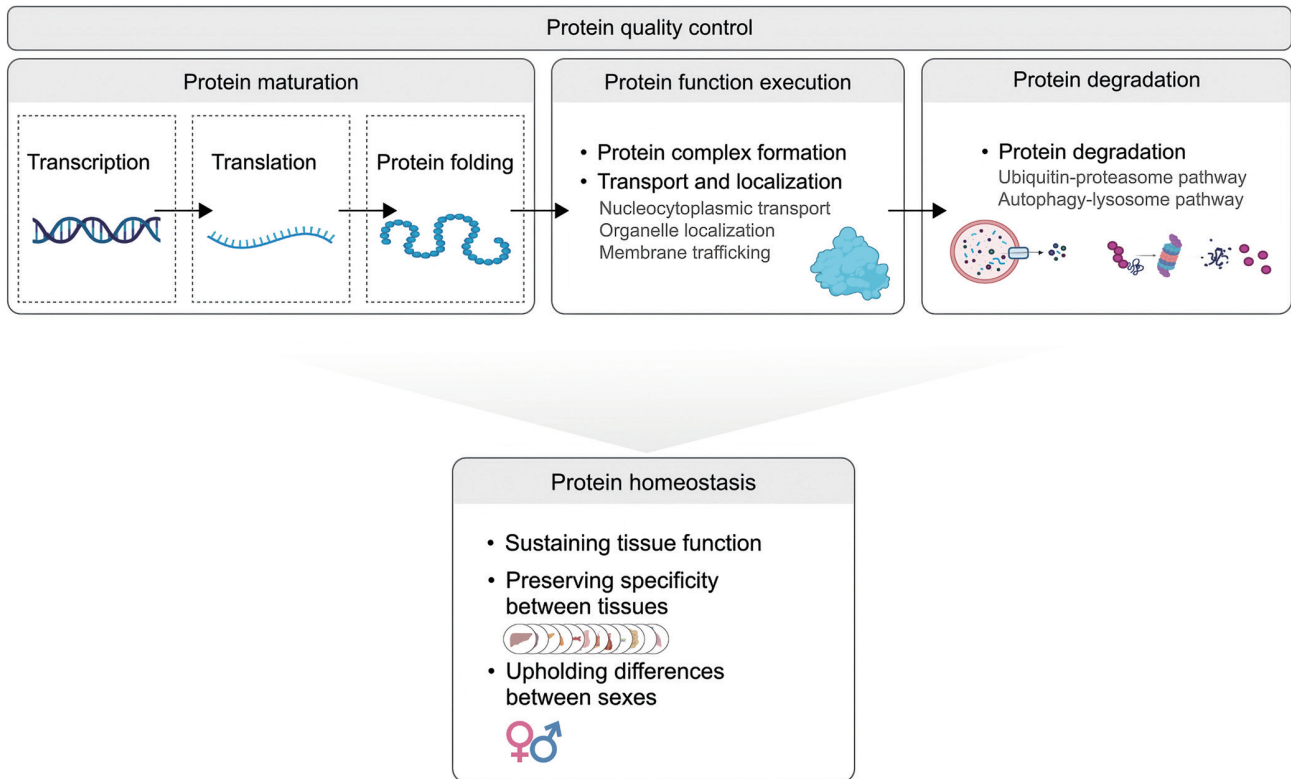 Protein quality control
Protein maturation
Transcription
Translation
Protein folding
Protein function execution
• Protein complex formation
• Transport and localization
Nucleocytoplasmic transport
Organelle localization
Membrane trafficking
Protein degradation
• Protein degradation
Ubiquitin-proteasome pathway
Autophagy-lysosome pathway
Protein homeostasis
• Sustaining tissue function
• Preserving specificity
between tissues
• Upholding differences
between sexes